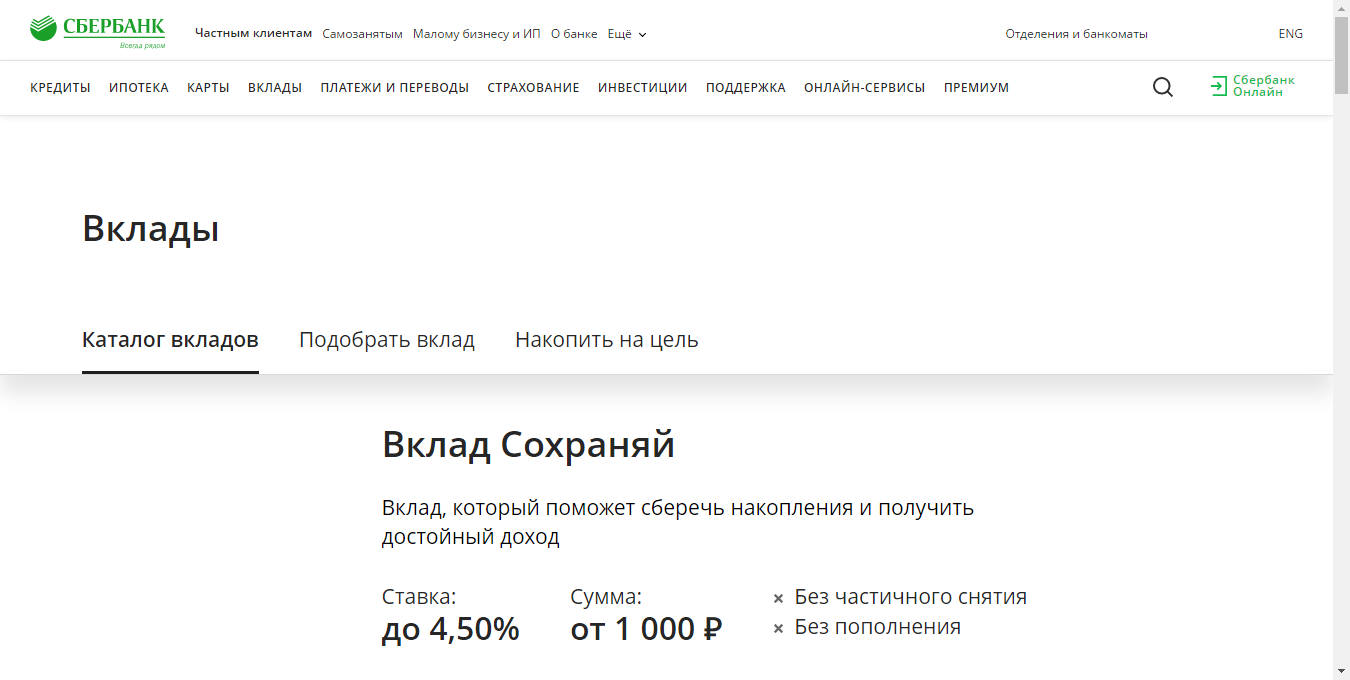 СБЕРБАНК
Всегда рядом
Частным клиентам Самозанятым Малому бизнесу и ИП О банке Ещё
Отделения и банкоматы
ENG
КРЕДИТЫ ИПОТЕКА КАРТЫ ВКЛАДЫ ПЛАТЕЖИ И ПЕРЕВОДЫ СТРАХОВАНИЕ ИНВЕСТИЦИИ ПОДДЕРЖКА ОНЛАЙН-СЕРВИСЫ ПРЕМИУМ
Сбербанк
Онлайн
Вклады
Каталог вкладов Подобрать вклад Накопить на цель
Вклад Сохраняй
Вклад, который поможет сберечь накопления и получить
достойный доход
Ставка:
до 4,50%
Сумма:
от 1 000 ₽
× Без частичного снятия
× Без пополнения